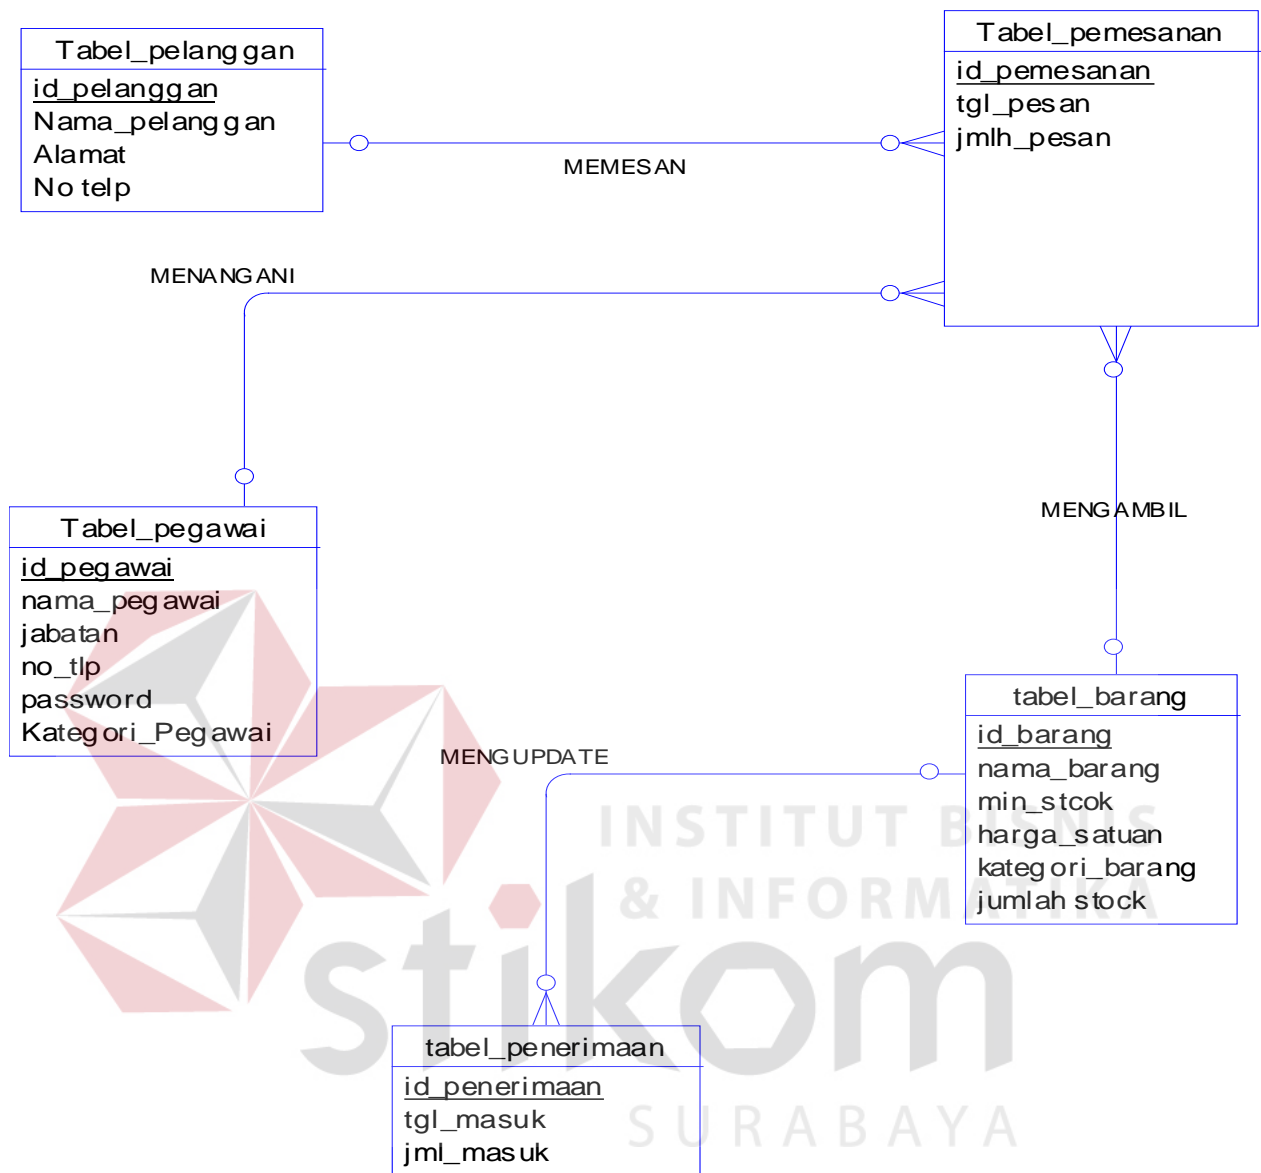 Tabel_pelanggan
id_pelanggan
Nama_pelanggan
Alamat
No telp
Tabel_pemesanan
id_pemesanan
tgl_pesan
jmlh_pesan
MEMESAN
MENANGANI
MENGAMBIL
Tabel_pegawai
id_pegawai
nama_pegawai
jabatan
no_tlp
password
Kategori_Pegawai
tabel_barang
id_barang
nama_barang
min_stcok
harga_satuan
kategori_barang
jumlah stock
MENGUPDATE
INSTITUT BISNIS
& INFORMATIKA
stikom
SURABAYA
tabel_penerimaan
id_penerimaan
tgl_masuk
jml_masuk